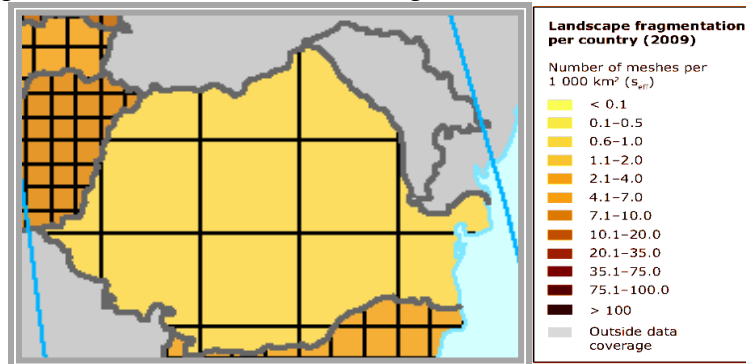 Landscape fragmentation
per country (2009)
Number of meshes per
1 000 km² (s_eff)
< 0.1
0.1–0.5
0.6–1.0
1.1–2.0
2.1–4.0
4.1–7.0
7.1–10.0
10.1–20.0
20.1–35.0
35.1–75.0
75.1–100.0
> 100
Outside data
coverage